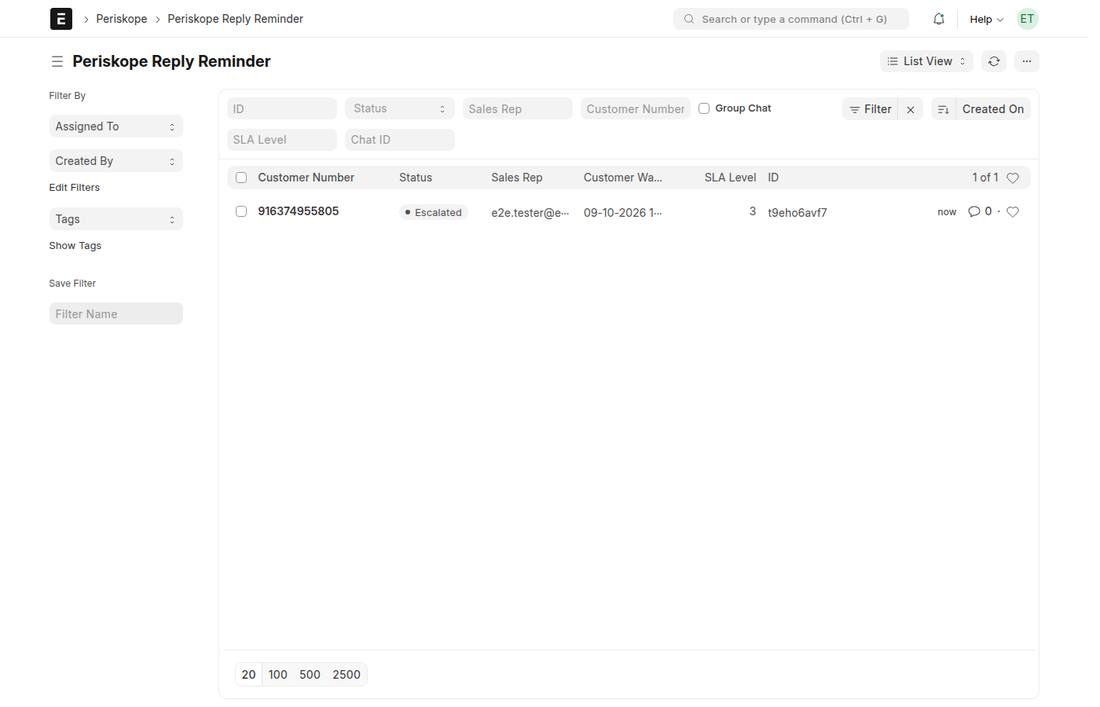 Periskope
Periskope Reply Reminder
Search or type a command (Ctrl + G)
Help
ET
Periskope Reply Reminder
List View
Filter By
Assigned To
Created By
Edit Filters
Tags
Show Tags
Save Filter
Filter Name
ID
Status
Sales Rep
Customer Number
Group Chat
Filter
Created On
SLA Level
Chat ID
Customer Number
Status
Sales Rep
Customer Wa...
SLA Level
ID
1 of 1
916374955805
Escalated
e2e.tester@e...
09-10-2026 1...
3
t9eho6avf7
now
0
20
100
500
2500